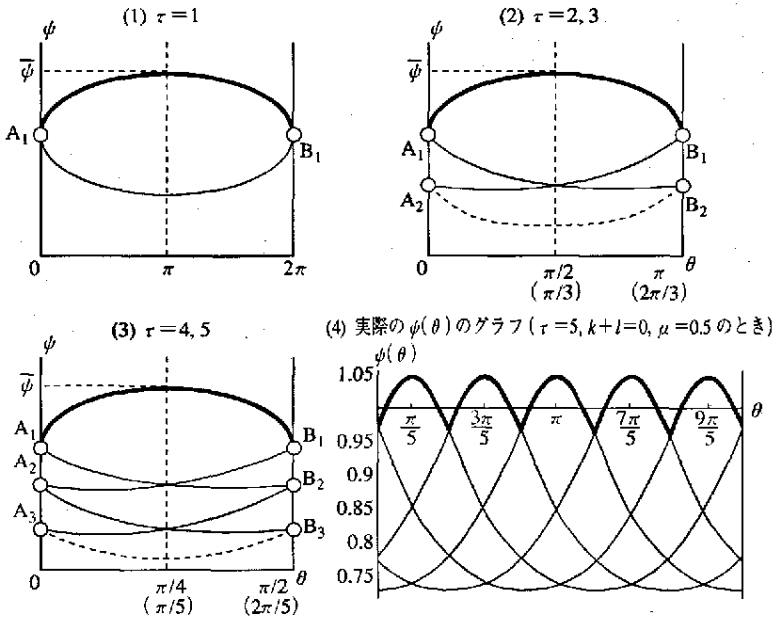 (1) τ=1
ψ
ψ̄
A₁
B₁
0
π
2π
(2) τ=2, 3
ψ
ψ̄
A₁
B₁
A₂
B₂
0
π/2
(π/3)
π
(2π/3)
θ
(3) τ=4, 5
ψ
ψ̄
A₁
B₁
A₂
B₂
A₃
B₃
0
π/4
(π/5)
π/2
(2π/5)
θ
(4) 実際のψ(θ)のグラフ(τ=5, k+l=0, μ=0.5のとき)
ψ(θ)
1.05
θ
π/5
3π/5
π
7π/5
9π/5
0.95
0.9
0.85
0.8
0.75